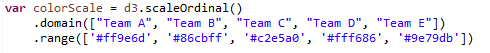 var colorScale = d3.scaleOrdinal()
.domain(["Team A", "Team B", "Team C", "Team D", "Team E"])
.range(['#ff9e6d', '#86cbff', '#c2e5a0', '#fff686', '#9e79db'])